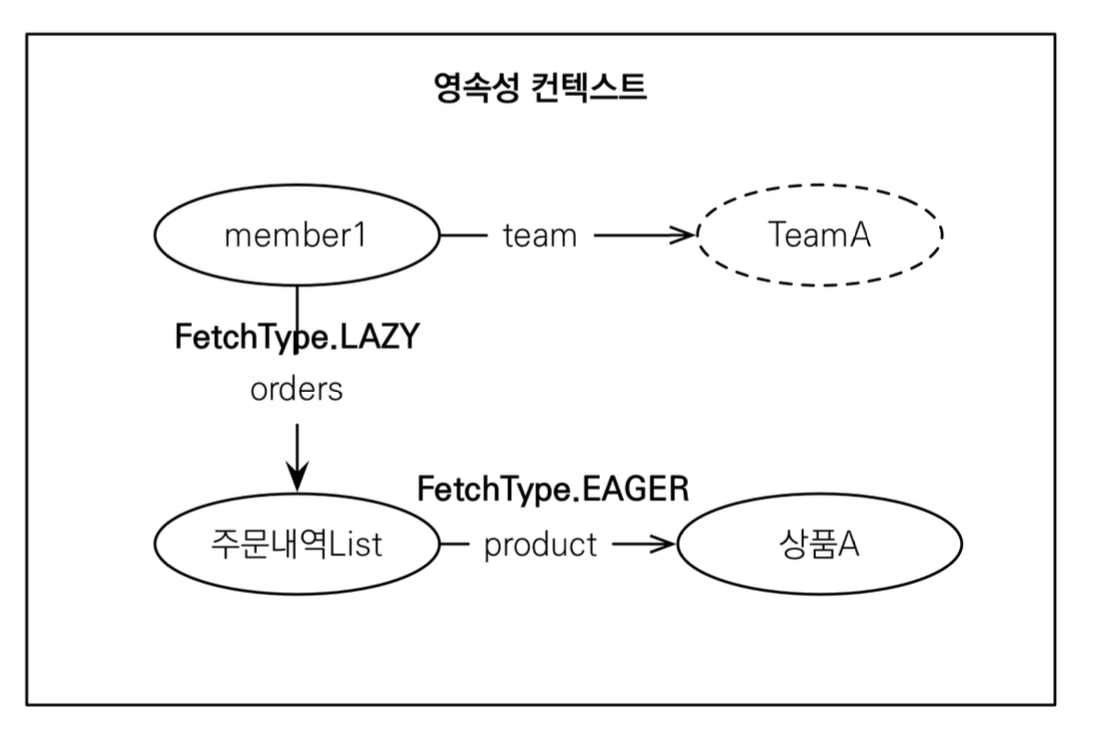 영속성 컨텍스트
member1
team
TeamA
FetchType.LAZY
orders
FetchType.EAGER
주문내역List
product
상품A